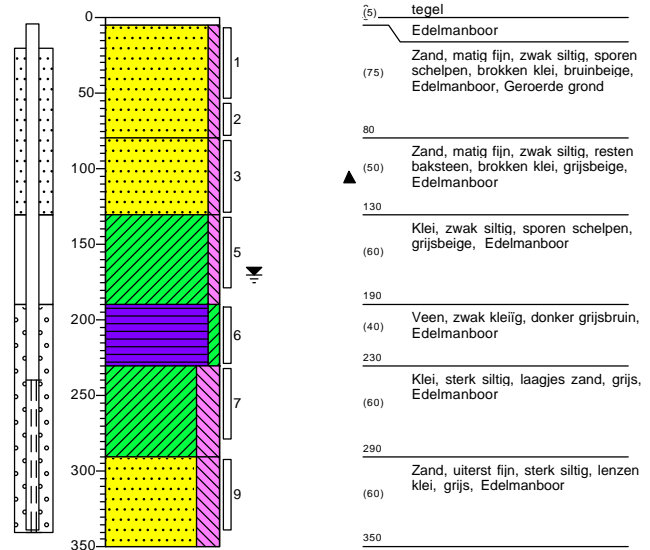 0
50
100
150
200
250
300
350
1
2
3
5
6
7
9
(5) tegel
Edelmanboor
(75) Zand, matig fijn, zwak siltig, sporen
schelpen, brokken klei, bruinbeige,
Edelmanboor, Geroerde grond
80
(50) Zand, matig fijn, zwak siltig, resten
baksteen, brokken klei, grijsbeige,
Edelmanboor
130
(60) Klei, zwak siltig, sporen schelpen,
grijsbeige, Edelmanboor
190
(40) Veen, zwak kleiïg, donker grijsbruin,
Edelmanboor
230
(60) Klei, sterk siltig, laagjes zand, grijs,
Edelmanboor
290
(60) Zand, uiterst fijn, sterk siltig, lenzen
klei, grijs, Edelmanboor
350